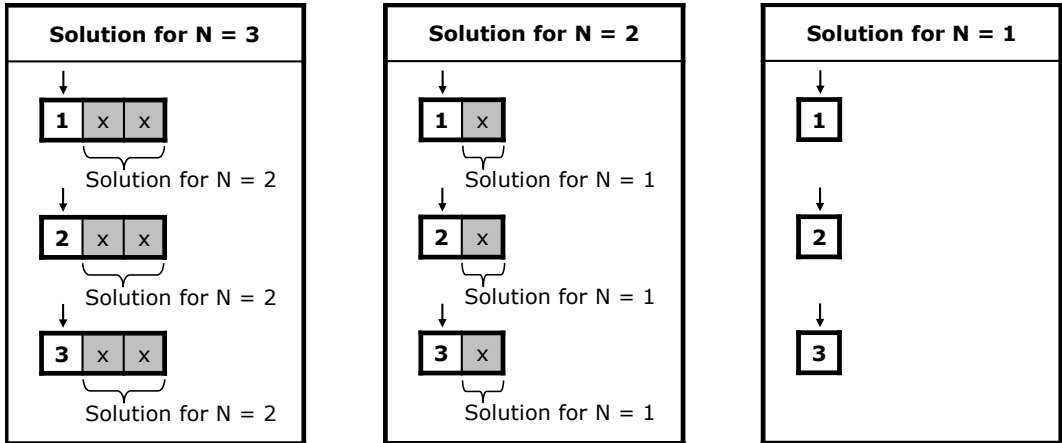 Solution for N = 3
1 x x
Solution for N = 2
2 x x
Solution for N = 2
3 x x
Solution for N = 2
Solution for N = 2
1 x
Solution for N = 1
2 x
Solution for N = 1
3 x
Solution for N = 1
Solution for N = 1
1
2
3